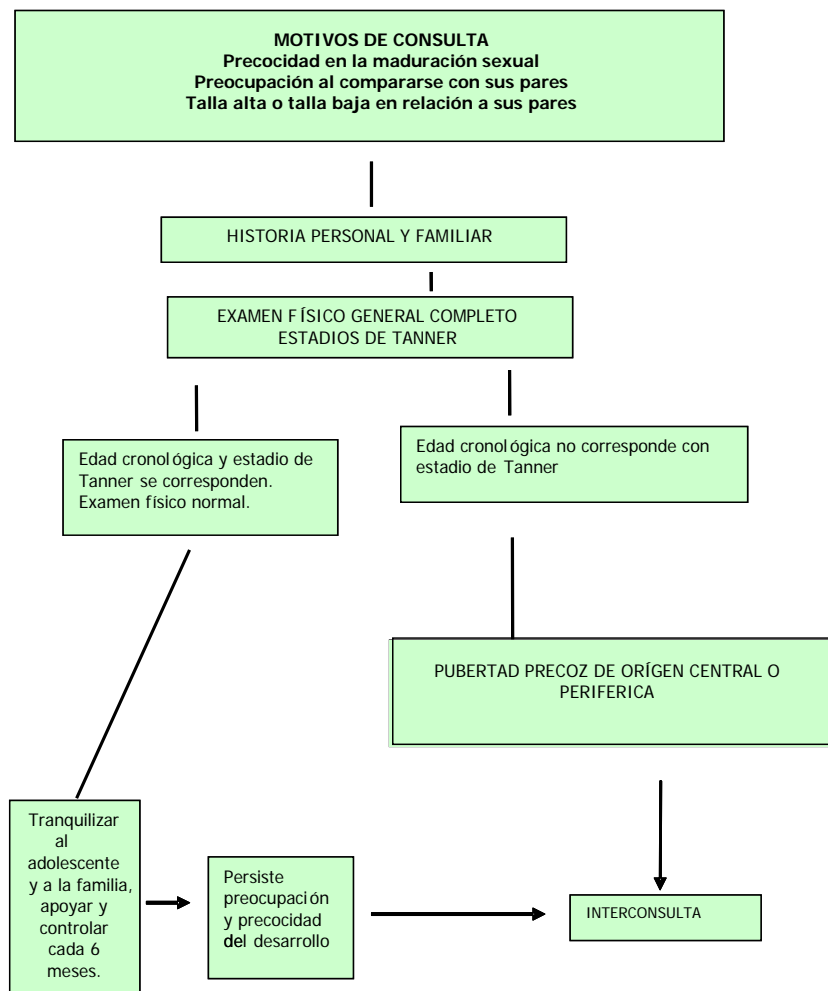 MOTIVOS DE CONSULTA
Precocidad en la maduración sexual
Preocupación al compararse con sus pares
Talla alta o talla baja en relación a sus pares
HISTORIA PERSONAL Y FAMILIAR
EXAMEN FÍSICO GENERAL COMPLETO
ESTADIOS DE TANNER
Edad cronológica y estadio de
Tanner se corresponden.
Examen físico normal.
Edad cronológica no corresponde con
estadio de Tanner
PUBERTAD PRECOZ DE ORÍGEN CENTRAL O
PERIFERICA
Tranquilizar
al
adolescente
y a la familia,
apoyar y
controlar
cada 6
meses.
Persiste
preocupación
y precocidad
del desarrollo
INTERCONSULTA